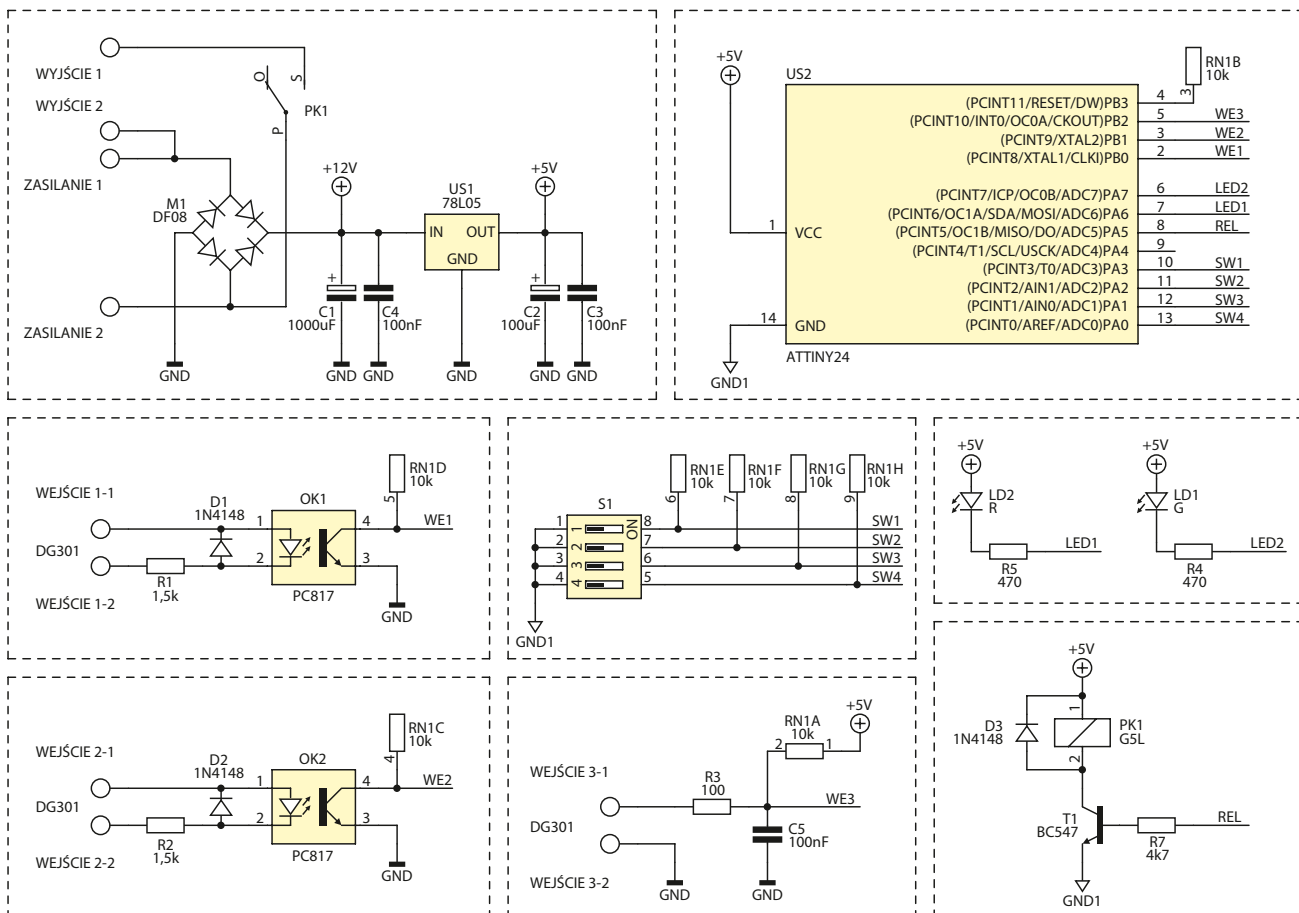 WYJŚCIE 1
WYJŚCIE 2
ZASILANIE 1
ZASILANIE 2
O
S
P
PK1
M1
DF08
+12V
US1
78L05
IN OUT
GND
+5V
+
C1
1000uF
C4
100nF
+
C2
100uF
C3
100nF
GND
GND GND
GND
GND GND
+5V
US2
RN1B
10k
3
(PCINT11/RESET/DW)PB3 4
(PCINT10/INT0/OC0A/CKOUT)PB2 5 WE3
(PCINT9/XTAL2)PB1 3 WE2
(PCINT8/XTAL1/CLKI)PB0 2 WE1
(PCINT7/ICP/OC0B/ADC7)PA7 6 LED2
(PCINT6/OC1A/SDA/MOSI/ADC6)PA6 7 LED1
1 VCC
(PCINT5/OC1B/MISO/DO/ADC5)PA5 8 REL
(PCINT4/T1/SCL/USCK/ADC4)PA4 9
(PCINT3/T0/ADC3)PA3 10 SW1
(PCINT2/AIN1/ADC2)PA2 11 SW2
(PCINT1/AIN0/ADC1)PA1 12 SW3
14 GND
(PCINT0/AREF/ADC0)PA0 13 SW4
ATTINY24
GND1
WEJŚCIE 1-1
DG301
WEJŚCIE 1-2
D1
1N4148
R1
1,5k
OK1
1
2
4
3
PC817
RN1D
10k
5
WE1
GND
S1
1
2
3
4
1
2
3
4
ON
8
7
6
5
RN1E
10k
6
RN1F
10k
7
RN1G
10k
8
RN1H
10k
9
SW1
SW2
SW3
SW4
GND1
+5V
LD2
R
R5
470
LED1
+5V
LD1
G
R4
470
LED2
WEJŚCIE 2-1
DG301
WEJŚCIE 2-2
D2
1N4148
R2
1,5k
OK2
1
2
4
3
PC817
RN1C
10k
4
WE2
GND
WEJŚCIE 3-1
DG301
WEJŚCIE 3-2
R3
100
RN1A
10k
2 1
+5V
WE3
C5
100nF
GND
GND
+5V
D3
1N4148
1
2
PK1
G5L
T1
BC547
R7
4k7
REL
GND1